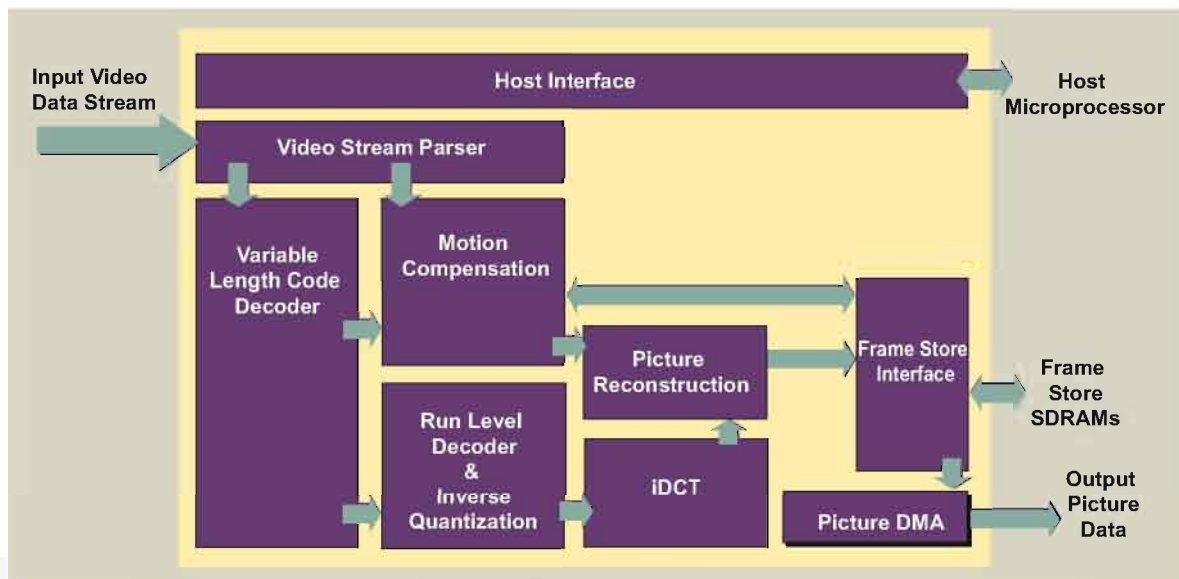 Input Video
Data Stream
Host Interface
Host
Microprocessor
Video Stream Parser
Variable
Length Code
Decoder
Motion
Compensation
Picture
Reconstruction
Frame Store
Interface
Frame
Store
SDRAMs
Run Level
Decoder
&
Inverse
Quantization
iDCT
Picture DMA
Output
Picture
Data